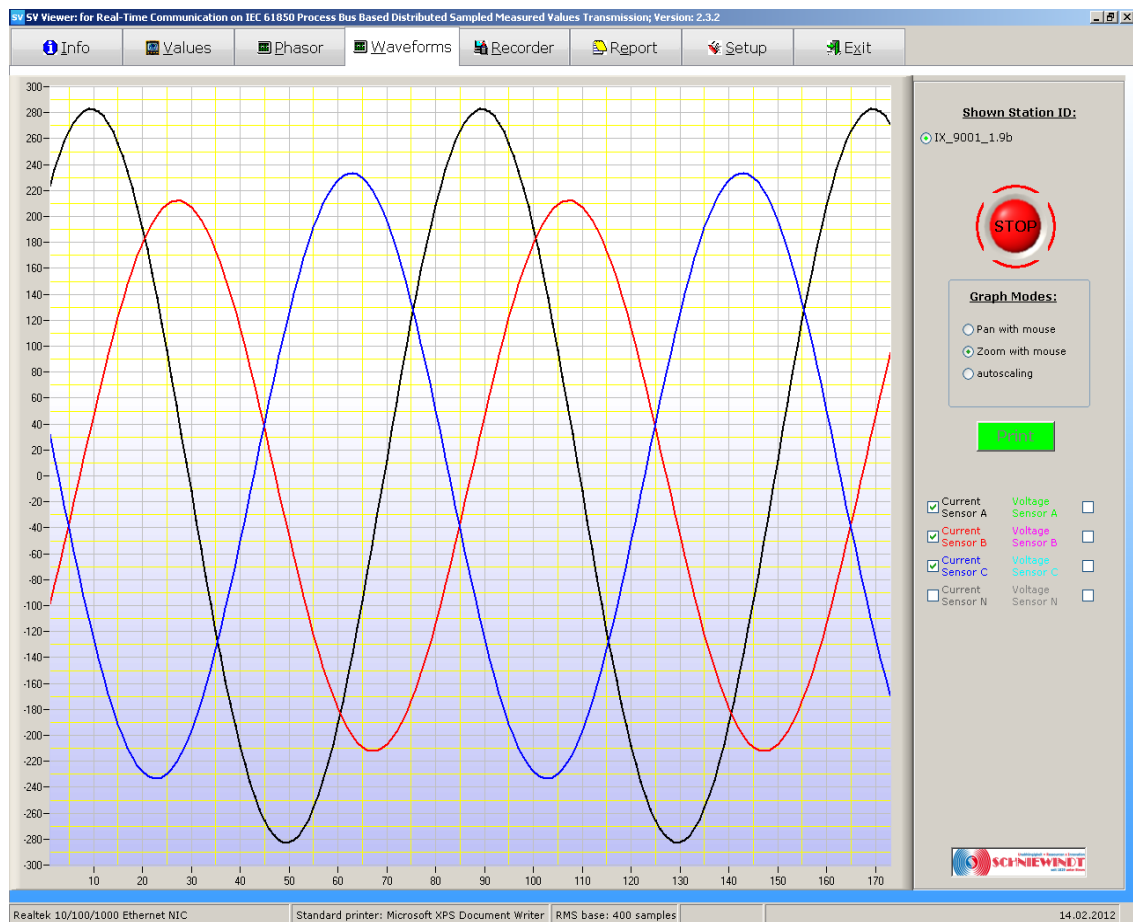 SV Viewer: for Real-Time Communication on IEC 61850 Process Bus Based Distributed Sampled Measured Values Transmission; Version: 2.3.2
Info Values Phasor Waveforms Recorder Report Setup Exit
300
280
260
240
220
200
180
160
140
120
100
80
60
40
20
0
-20
-40
-60
-80
-100
-120
-140
-160
-180
-200
-220
-240
-260
-280
-300
10 20 30 40 50 60 70 80 90 100 110 120 130 140 150 160 170
Shown Station ID:
IX_9001_1.9b
STOP
Graph Modes:
Pan with mouse
Zoom with mouse
autoscaling
Print
Current Voltage
Sensor A Sensor A
Current Voltage
Sensor B Sensor B
Current Voltage
Sensor C Sensor C
Current Voltage
Sensor N Sensor N
SCHNIEWINDT
Realtek 10/100/1000 Ethernet NIC Standard printer: Microsoft XPS Document Writer RMS base: 400 samples 14.02.2012